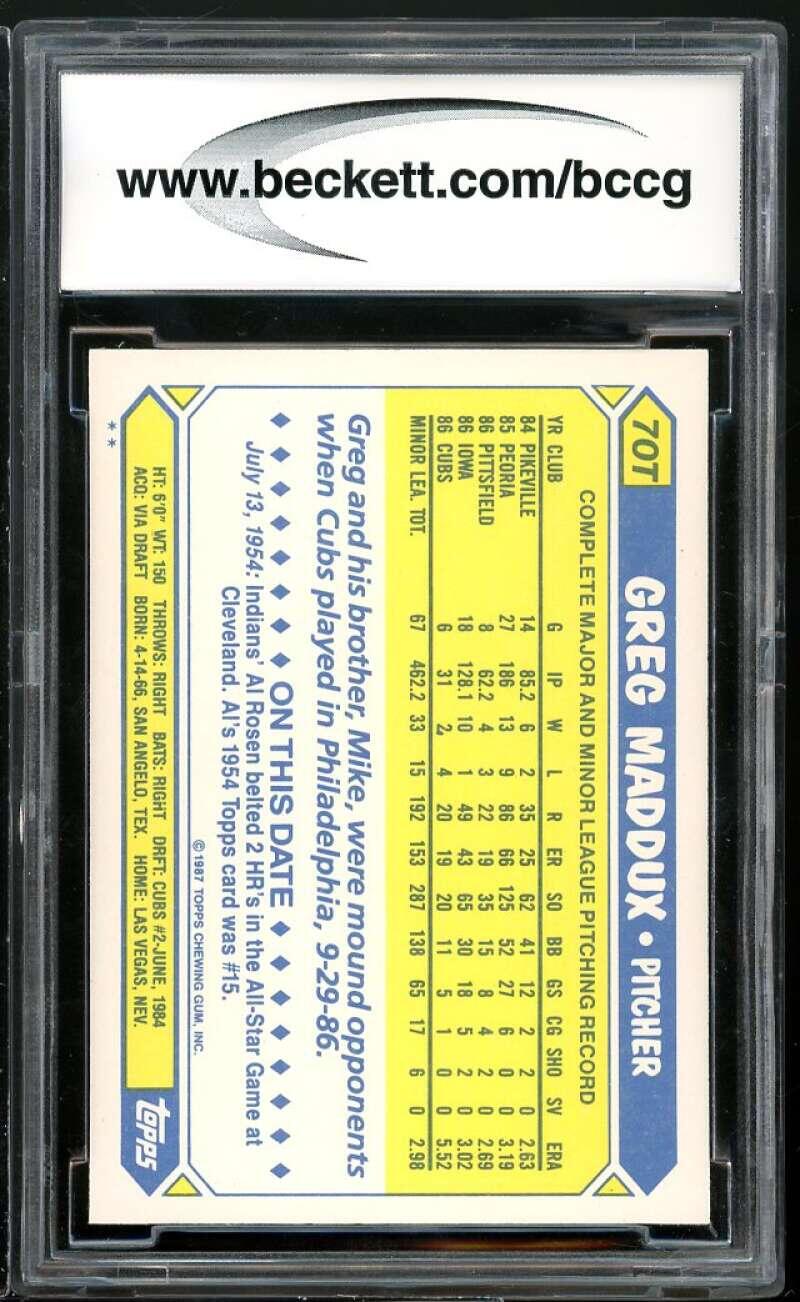 www.beckett.com/bccg
70T GREG MADDUX • PITCHER
COMPLETE MAJOR AND MINOR LEAGUE PITCHING RECORD
YR CLUB G IP W L R ER SO BB GS CG SHO SV ERA
84 PIKEVILLE 14 85.2 6 2 35 25 62 41 12 2 2 0 2.63
85 PEORIA 27 186 13 9 86 66 125 52 27 6 0 0 3.19
86 PITTSFIELD 8 62.2 4 3 22 19 35 15 8 4 2 0 2.69
86 IOWA 18 128.1 10 1 49 43 65 30 18 5 2 0 3.02
86 CUBS 6 31 2 4 20 19 20 11 5 1 0 0 5.52
MINOR LEA. TOT. 67 462.2 33 15 192 153 287 138 65 17 6 0 2.98
Greg and his brother, Mike, were mound opponents
when Cubs played in Philadelphia, 9-29-86.
◆ ◆ ◆ ◆ ◆ ◆ ◆ ON THIS DATE ◆ ◆ ◆ ◆ ◆ ◆ ◆
July 13, 1954: Indians' Al Rosen belted 2 HR's in the All-Star Game at
Cleveland. Al's 1954 Topps card was #15.
© 1987 TOPPS CHEWING GUM, INC.
HT: 6'0" WT: 150 THROWS: RIGHT BATS: RIGHT DRFT: CUBS #2-JUNE, 1984
ACQ: VIA DRAFT BORN: 4-14-66, SAN ANGELO, TEX. HOME: LAS VEGAS, NEV.
topps
* *